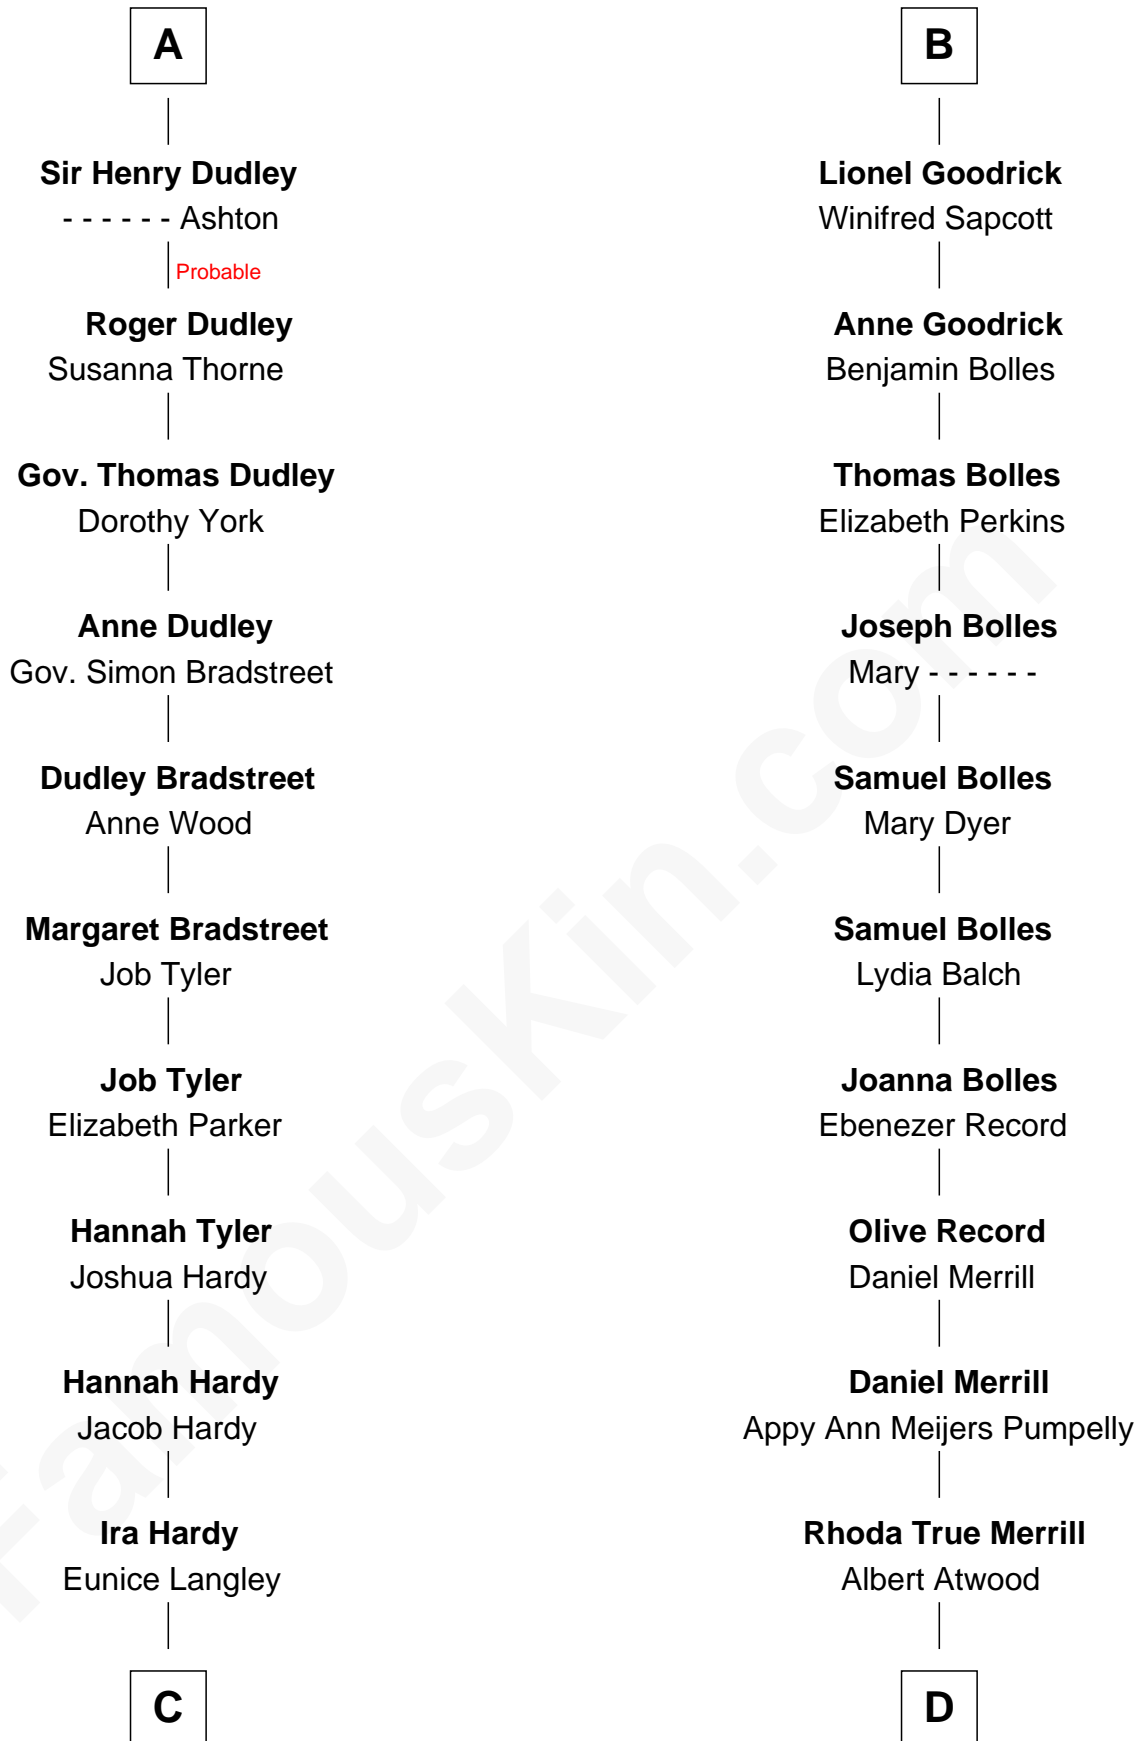 A
Sir Henry Dudley
- - - - - - Ashton
Probable
Roger Dudley
Susanna Thorne
Gov. Thomas Dudley
Dorothy York
Anne Dudley
Gov. Simon Bradstreet
Dudley Bradstreet
Anne Wood
Margaret Bradstreet
Job Tyler
Job Tyler
Elizabeth Parker
Hannah Tyler
Joshua Hardy
Hannah Hardy
Jacob Hardy
Ira Hardy
Eunice Langley
C
B
Lionel Goodrick
Winifred Sapcott
Anne Goodrick
Benjamin Bolles
Thomas Bolles
Elizabeth Perkins
Joseph Bolles
Mary - - - - - -
Samuel Bolles
Mary Dyer
Samuel Bolles
Lydia Balch
Joanna Bolles
Ebenezer Record
Olive Record
Daniel Merrill
Daniel Merrill
Appy Ann Meijers Pumpelly
Rhoda True Merrill
Albert Atwood
D
FamousKin.com